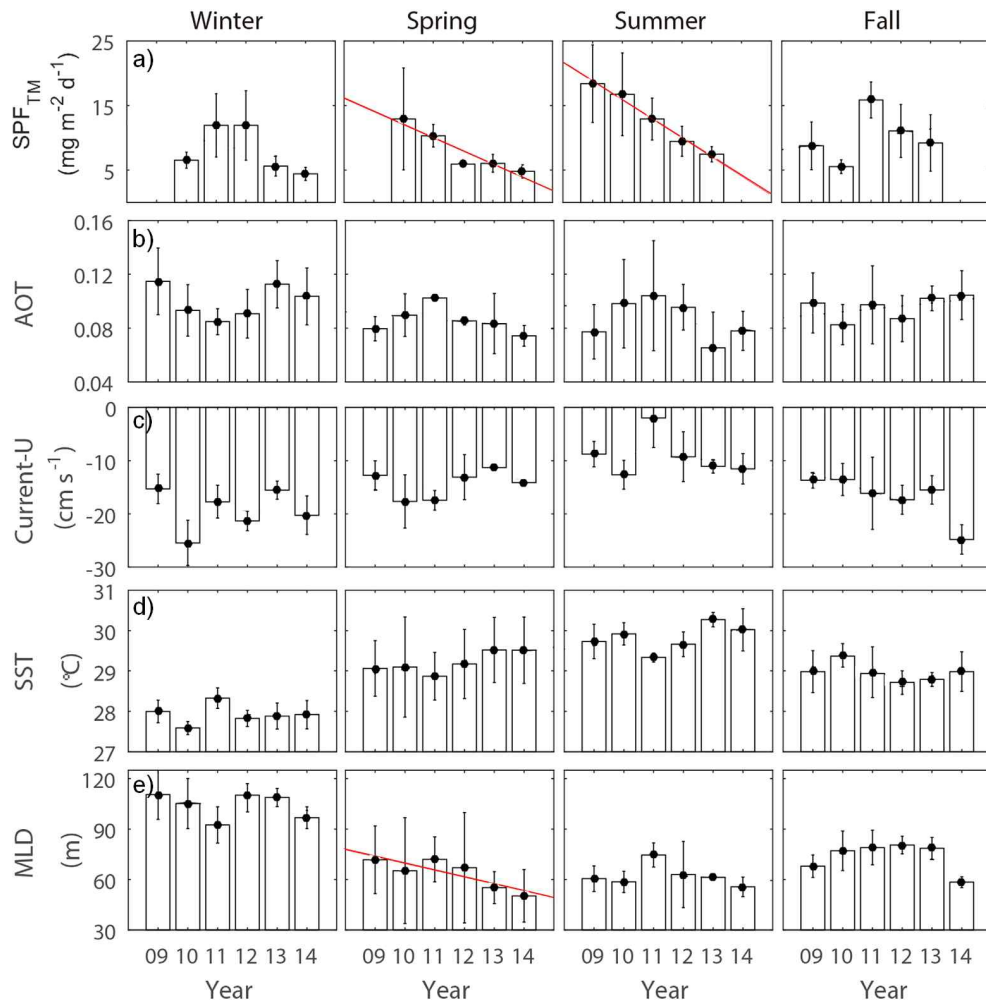 Winter Spring Summer Fall
a)
SPF_TM
(mg m⁻² d⁻¹)
25
15
5
b)
AOT
0.16
0.12
0.08
0.04
c)
Current-U
(cm s⁻¹)
0
-10
-20
-30
d)
SST
(°C)
31
30
29
28
27
e)
MLD
(m)
120
90
60
30
09 10 11 12 13 14 09 10 11 12 13 14 09 10 11 12 13 14 09 10 11 12 13 14
Year Year Year Year